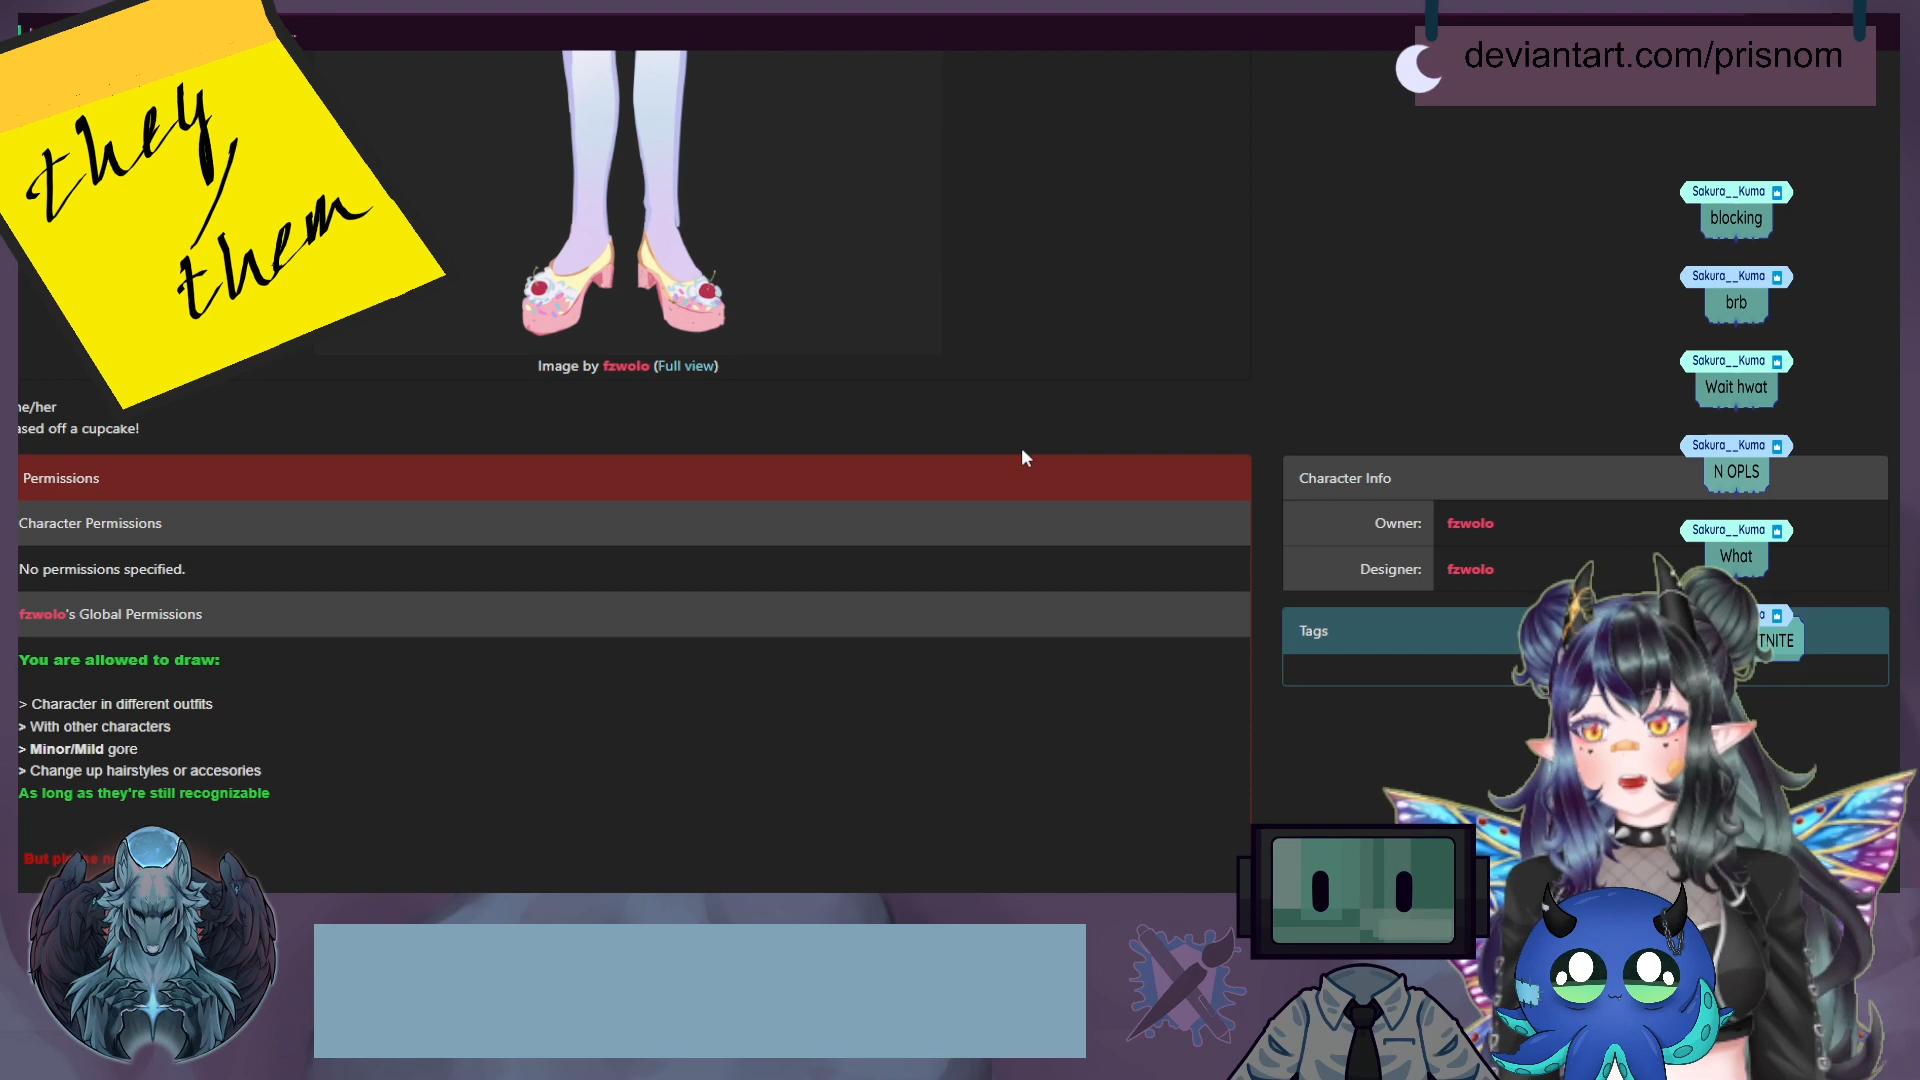 they
/
them
deviantart.com/prisnom
Sakura__Kuma
blocking
Sakura__Kuma
brb
Sakura__Kuma
Wait hwat
Sakura__Kuma
N OPLS
Sakura__Kuma
What
Image by fzwolo (Full view)
he/her
ased off a cupcake!
Permissions
Character Permissions
No permissions specified.
fzwolo's Global Permissions
You are allowed to draw:
> Character in different outfits
> With other characters
> Minor/Mild gore
> Change up hairstyles or accesories
As long as they're still recognizable
But
Character Info
Owner: fzwolo
Designer: fzwolo
Tags
a
TNITE